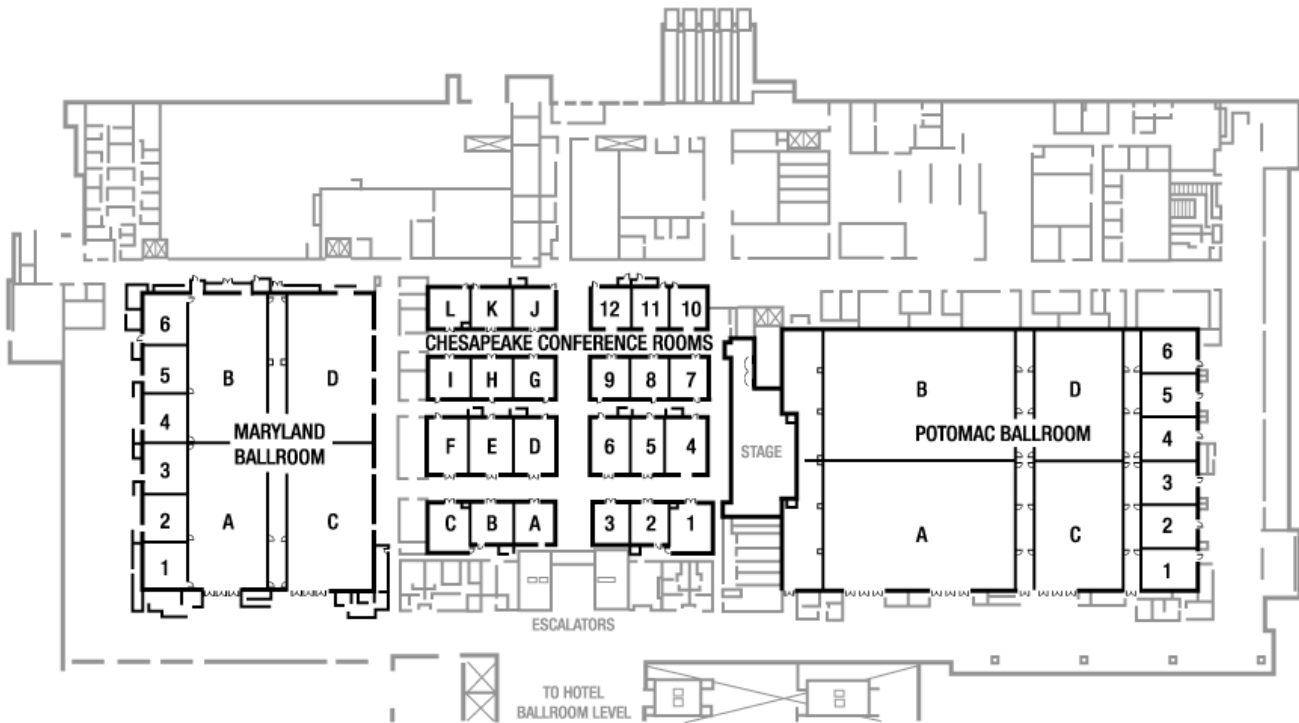 L K J 12 11 10
CHESAPEAKE CONFERENCE ROOMS
I H G 9 8 7
F E D 6 5 4
C B A 3 2 1
6
5
4
3
2
1
B D
MARYLAND
BALLROOM
A C
STAGE
B D
POTOMAC BALLROOM
A C
6
5
4
3
2
1
ESCALATORS
TO HOTEL
BALLROOM LEVEL